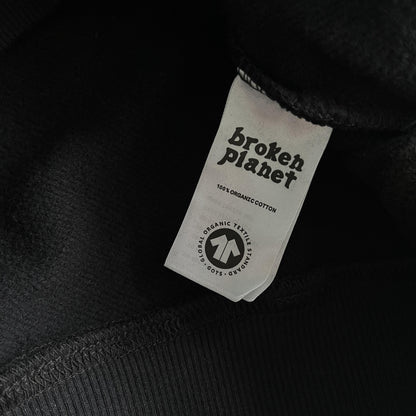 broken
planet
100% ORGANIC COTTON
GLOBAL ORGANIC TEXTILE STANDARD · GOTS ·